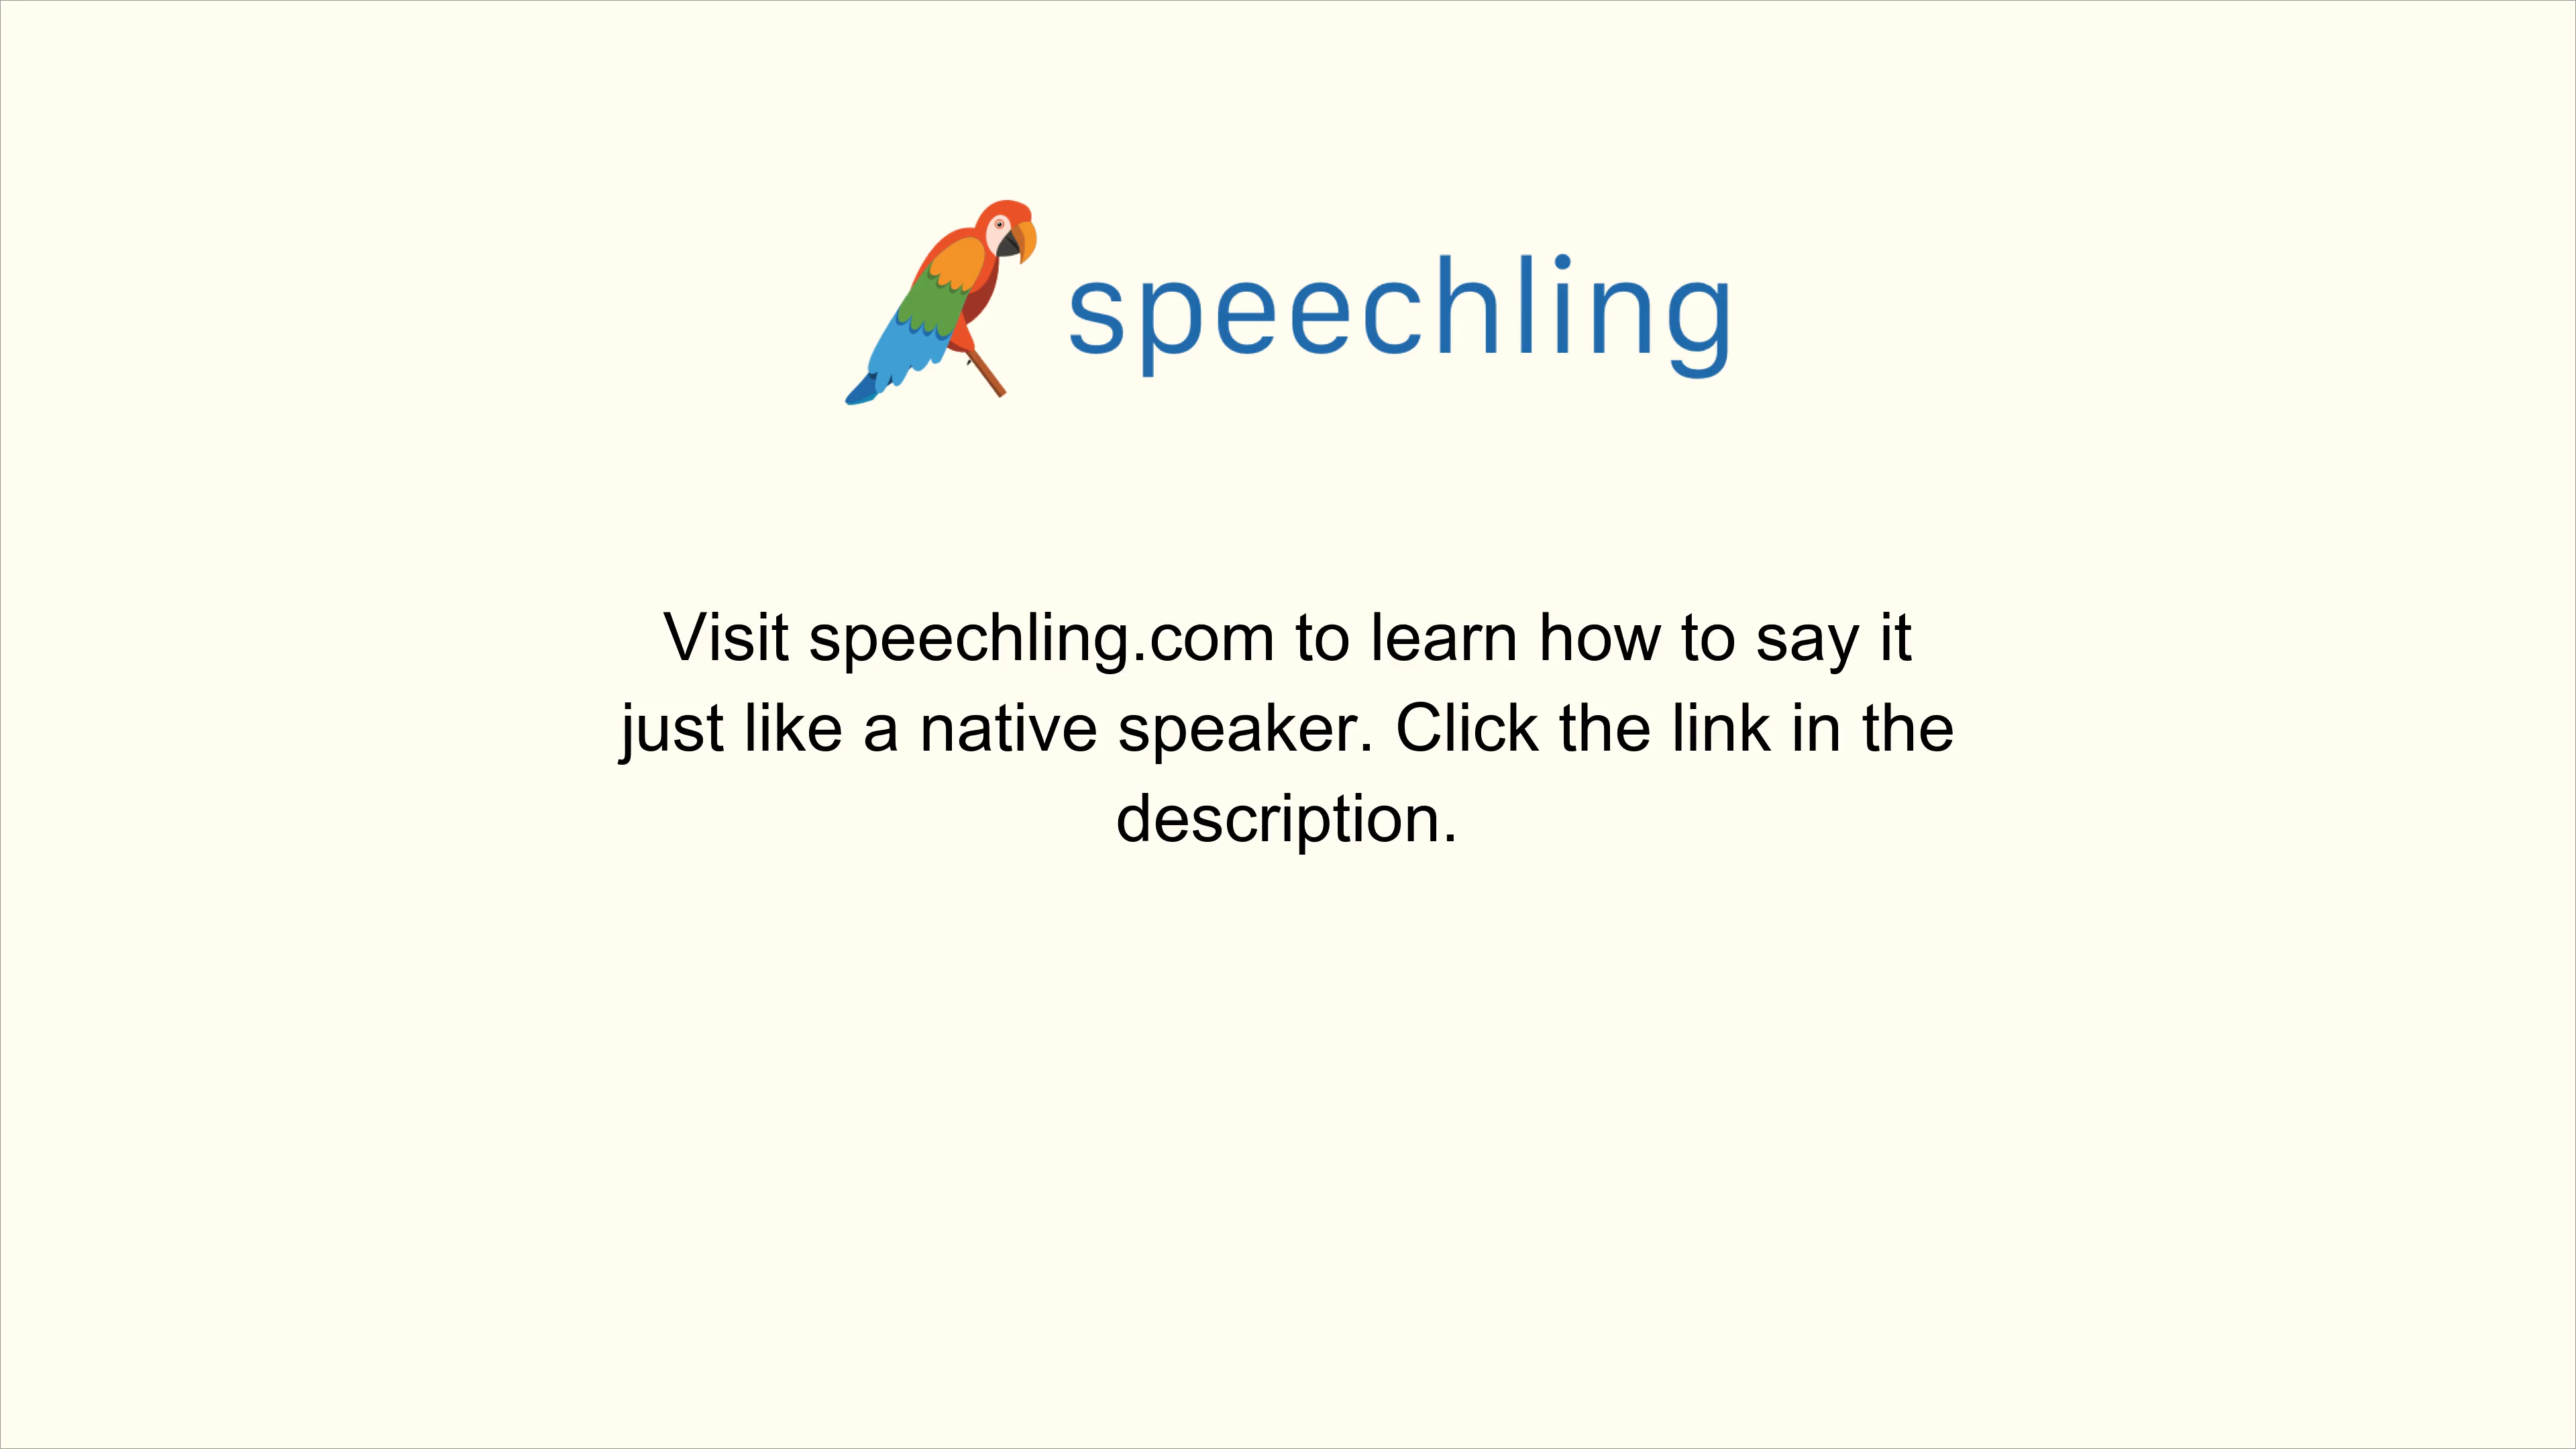 speechling
Visit speechling.com to learn how to say it
just like a native speaker. Click the link in the
description.